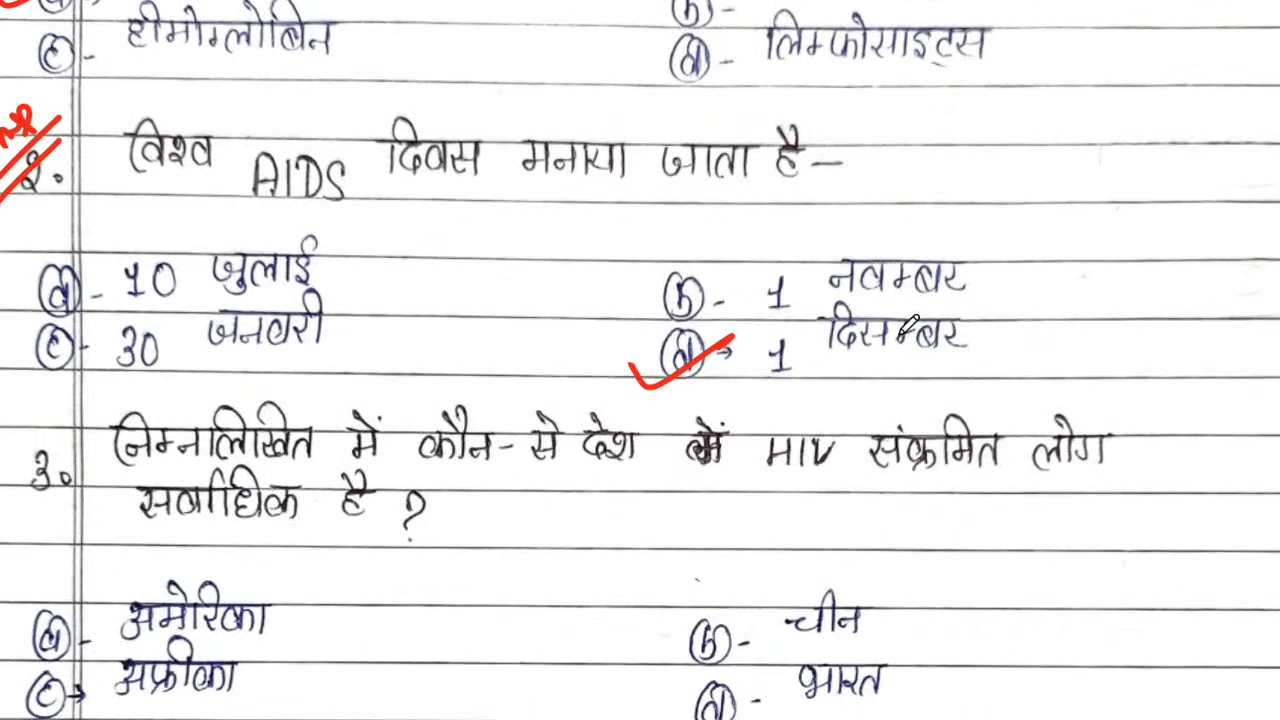 (c)- हीमोग्लोबिन (b)-
(d)- लिम्फोसाइट्स
Imp
2. विश्व AIDS दिवस मनाया जाता है -
(a)- 10 जुलाई (b)- 1 नवम्बर
(c)- 30 जनवरी (d)→ 1 दिसम्बर
3. निम्नलिखित में कौन-से देश में HIV संक्रमित लोग
सर्वाधिक है ?
(a)- अमेरिका (b)- चीन
(c)→ अफ्रीका (d)- भारत